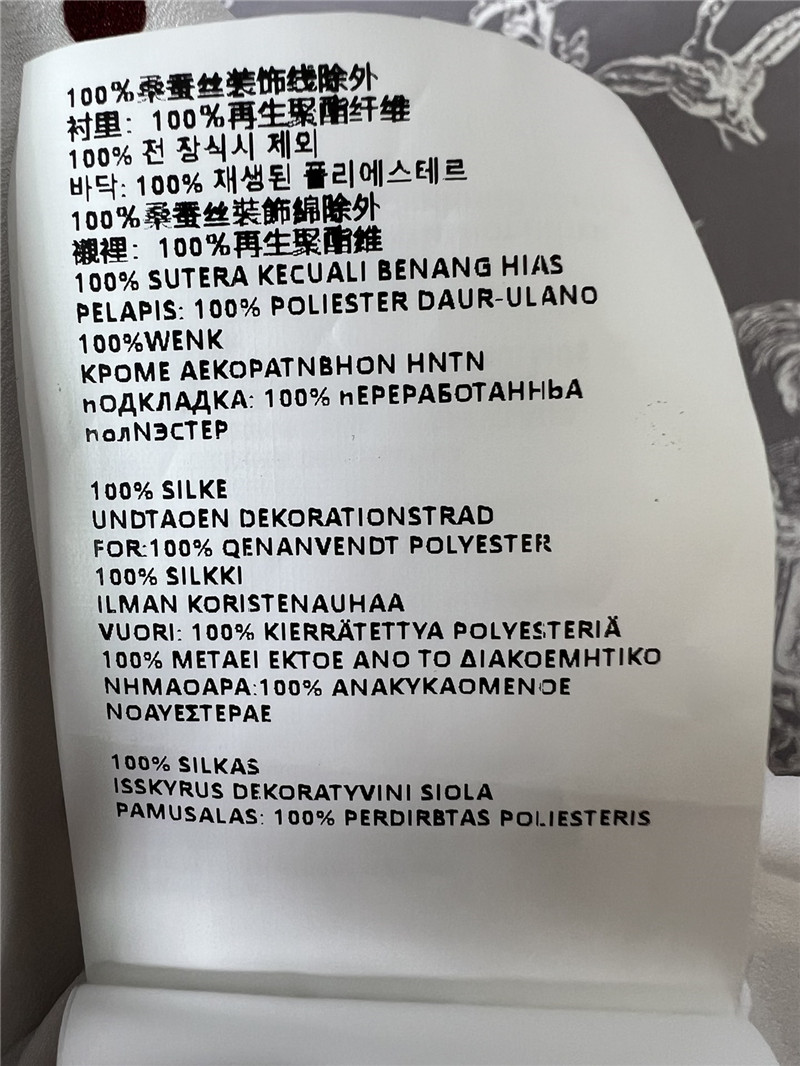 100%桑蚕丝装饰线除外
衬里：100%再生聚酯纤维
100% 전 장식시 제외
바닥: 100% 재생된 폴리에스테르
100%桑蚕丝裝飾綿除外
襯裡：100%再生聚酯維
100% SUTERA KECUALI BENANG HIAS
PELAPIS: 100% POLIESTER DAUR-ULANO
100%WENK
KPOME AEKOPATNBHON HNTN
nОДКЛАДКА: 100% nЕРЕРАБОТАННЬА
nолNЭСТЕР
100% SILKE
UNDTAOEN DEKORATIONSTRAD
FOR:100% QENANVENDT POLYESTER
100% SILKKI
ILMAN KORISTENAUHAA
VUORI: 100% KIERRÄTETTYA POLYESTERIÄ
100% METAEI EKTOE ANO TO ΔIAKOEMHTIKO
NHMAOAPA:100% ANAKYKAOMENOE
NOAYEΣTEPAE
100% SILKAS
ISSKYRUS DEKORATYVINI SIOLA
PAMUSALAS: 100% PERDIRBTAS POLIESTERIS